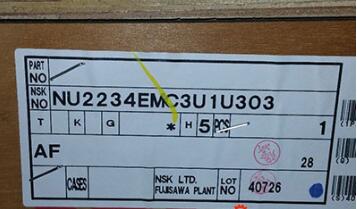 PART NO
NSK NO NU2234EMC3U1U303
T K G * H 5 PCS 1
AF 28
CASES NSK LTD. FUJISAWA PLANT LOT NO 40726